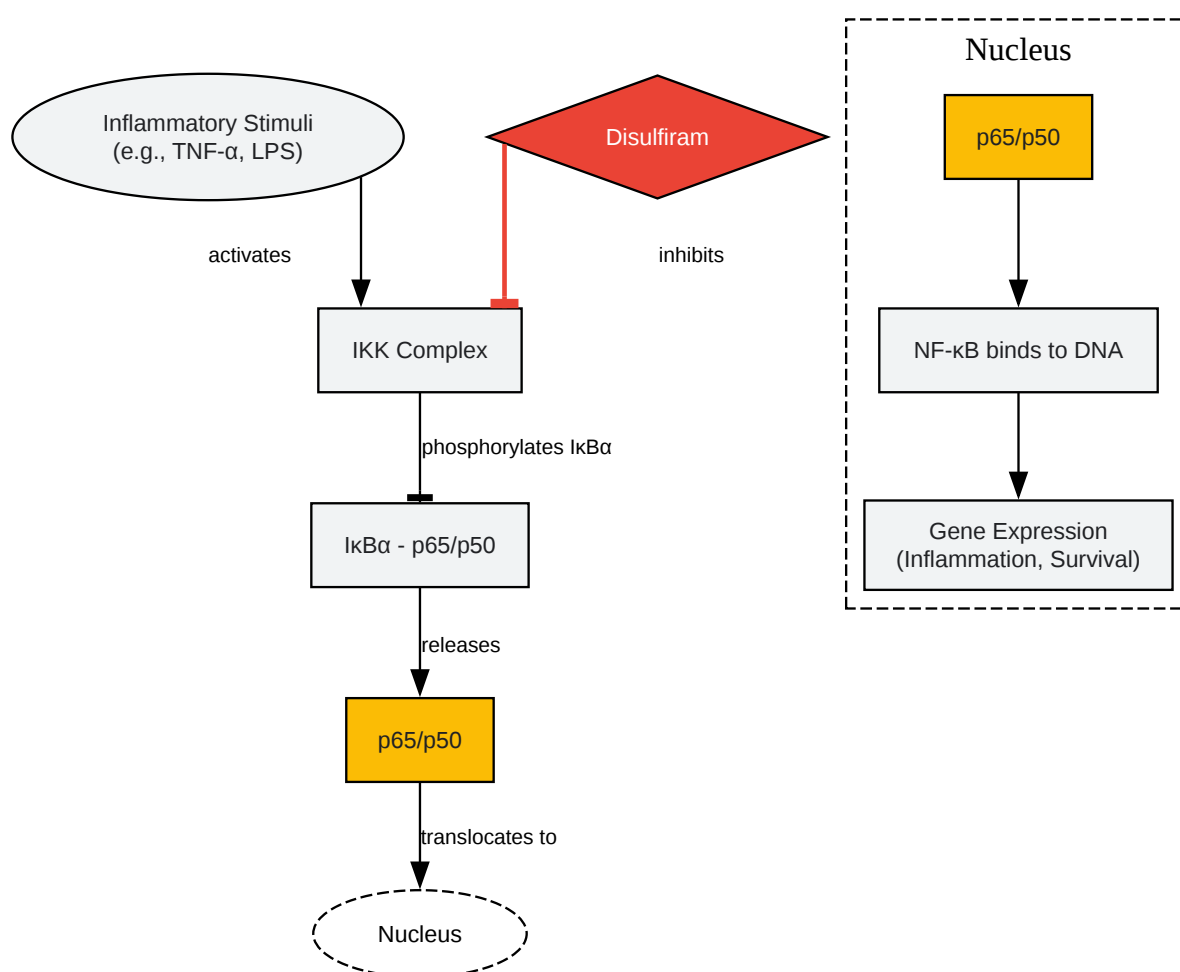 Inflammatory Stimuli
(e.g., TNF-α, LPS)
Disulfiram
activates
inhibits
IKK Complex
phosphorylates IκBα
IκBα - p65/p50
releases
p65/p50
translocates to
Nucleus
Nucleus
p65/p50
NF-κB binds to DNA
Gene Expression
(Inflammation, Survival)